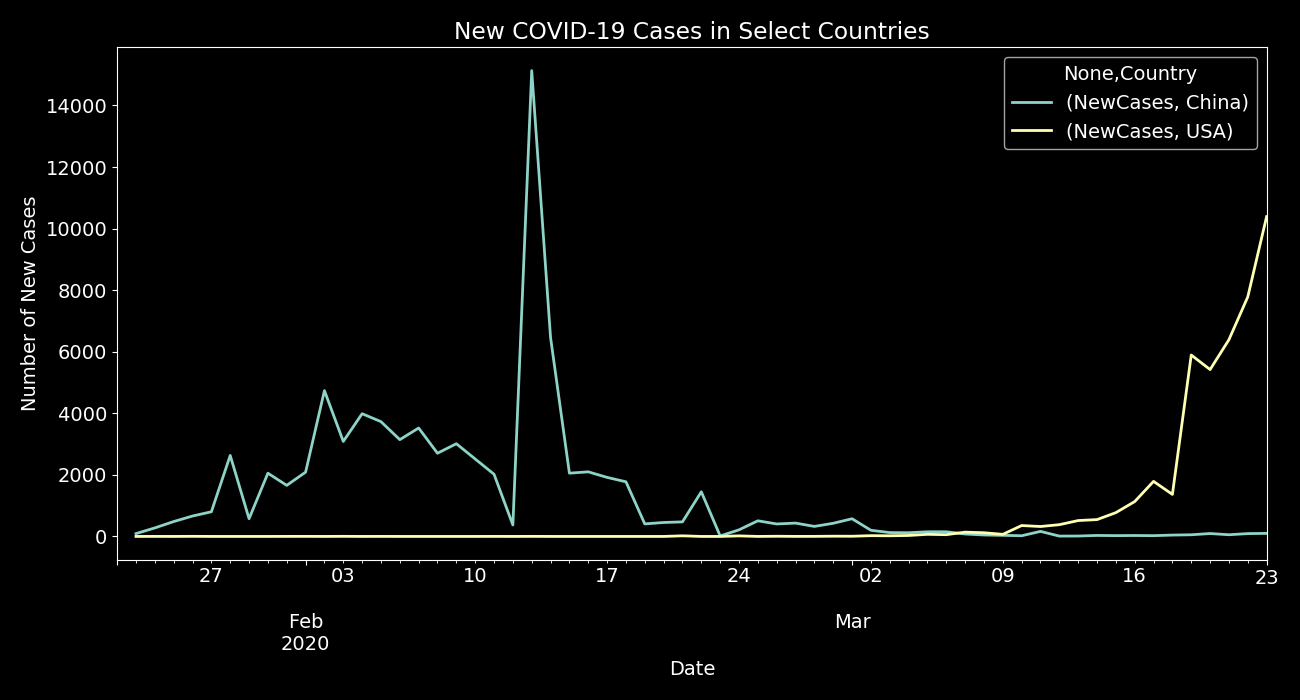 New COVID-19 Cases in Select Countries
None,Country
(NewCases, China)
(NewCases, USA)
Number of New Cases
14000
12000
10000
8000
6000
4000
2000
0
27 03 10 17 24 02 09 16 23
Feb Mar
2020
Date